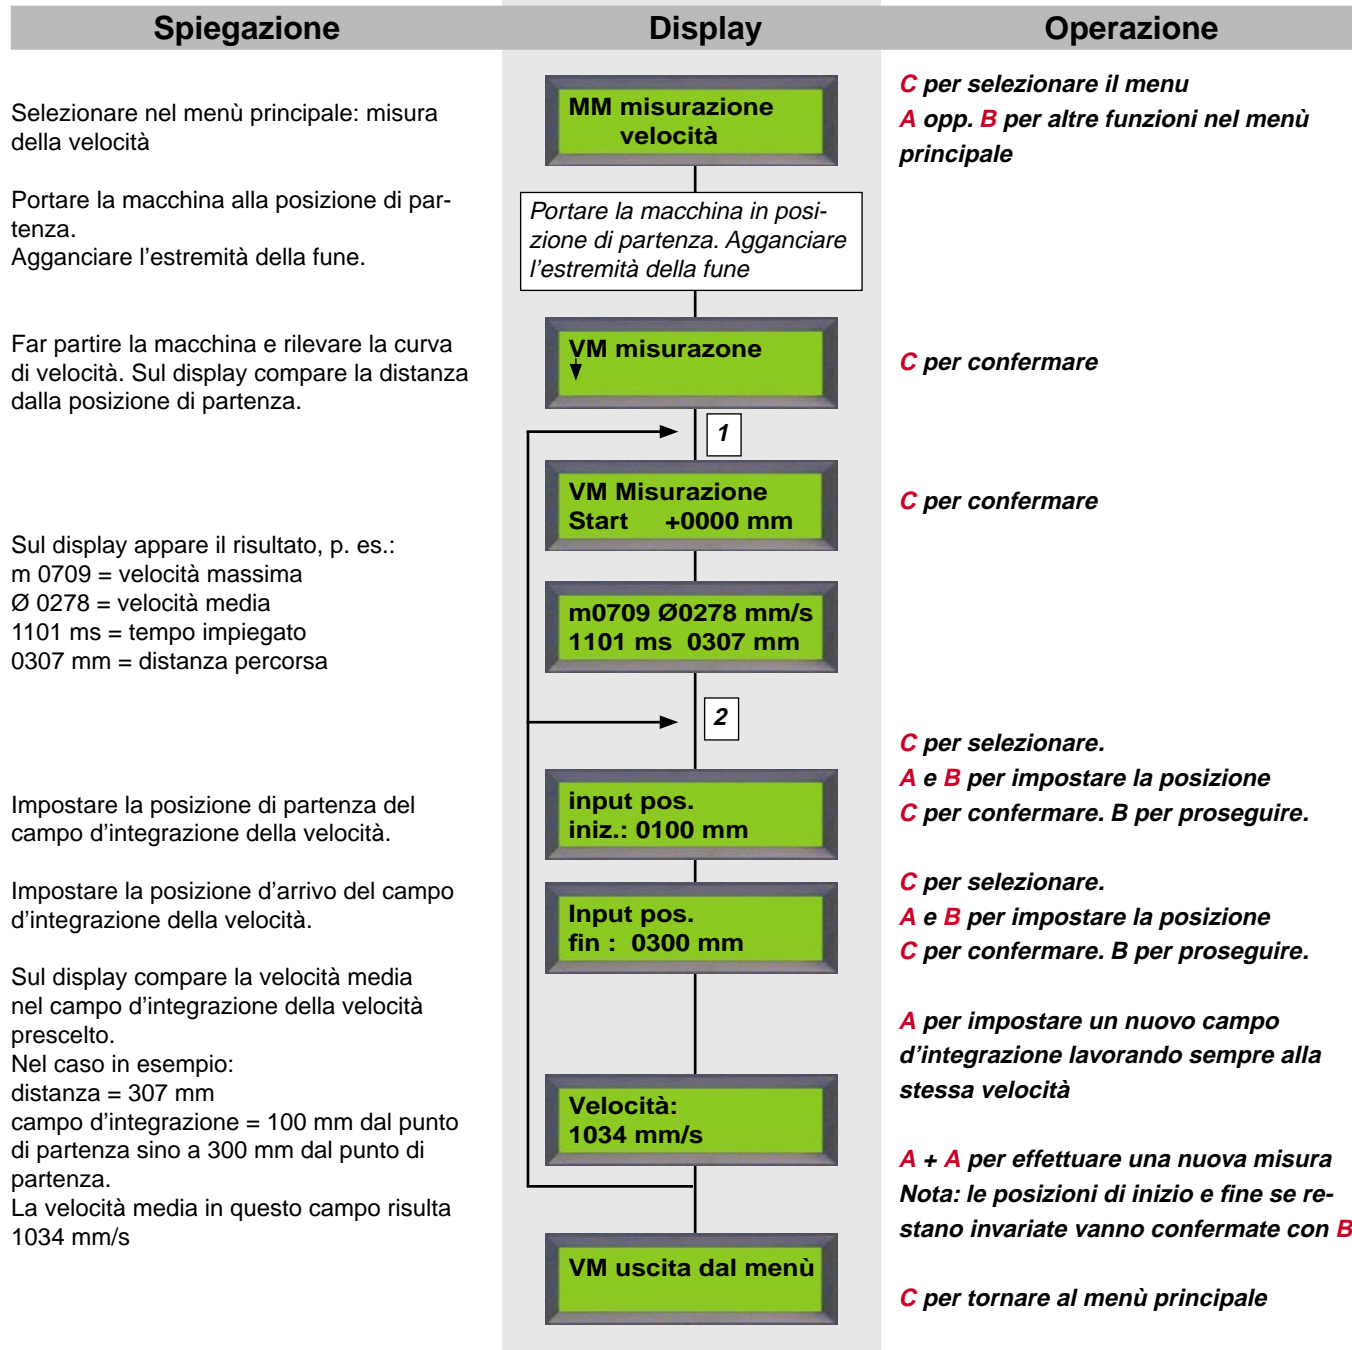 Spiegazione
Display
Operazione
Selezionare nel menù principale: misura
della velocità
Portare la macchina alla posizione di par-
tenza.
Agganciare l'estremità della fune.
Far partire la macchina e rilevare la curva
di velocità. Sul display compare la distanza
dalla posizione di partenza.
Sul display appare il risultato, p. es.:
m 0709 = velocità massima
Ø 0278 = velocità media
1101 ms = tempo impiegato
0307 mm = distanza percorsa
Impostare la posizione di partenza del
campo d'integrazione della velocità.
Impostare la posizione d'arrivo del campo
d'integrazione della velocità.
Sul display compare la velocità media
nel campo d'integrazione della velocità
prescelto.
Nel caso in esempio:
distanza = 307 mm
campo d'integrazione = 100 mm dal punto
di partenza sino a 300 mm dal punto di
partenza.
La velocità media in questo campo risulta
1034 mm/s
MM misurazione
velocità
Portare la macchina in posi-
zione di partenza. Agganciare
l'estremità della fune
VM misurazone
1
VM Misurazione
Start +0000 mm
m0709 Ø0278 mm/s
1101 ms 0307 mm
2
input pos.
iniz.: 0100 mm
Input pos.
fin : 0300 mm
Velocità:
1034 mm/s
VM uscita dal menù
C per selezionare il menu
A opp. B per altre funzioni nel menù
principale
C per confermare
C per confermare
C per selezionare.
A e B per impostare la posizione
C per confermare. B per proseguire.
C per selezionare.
A e B per impostare la posizione
C per confermare. B per proseguire.
A per impostare un nuovo campo
d'integrazione lavorando sempre alla
stessa velocità
A + A per effettuare una nuova misura
Nota: le posizioni di inizio e fine se re-
stano invariate vanno confermate con B
C per tornare al menù principale